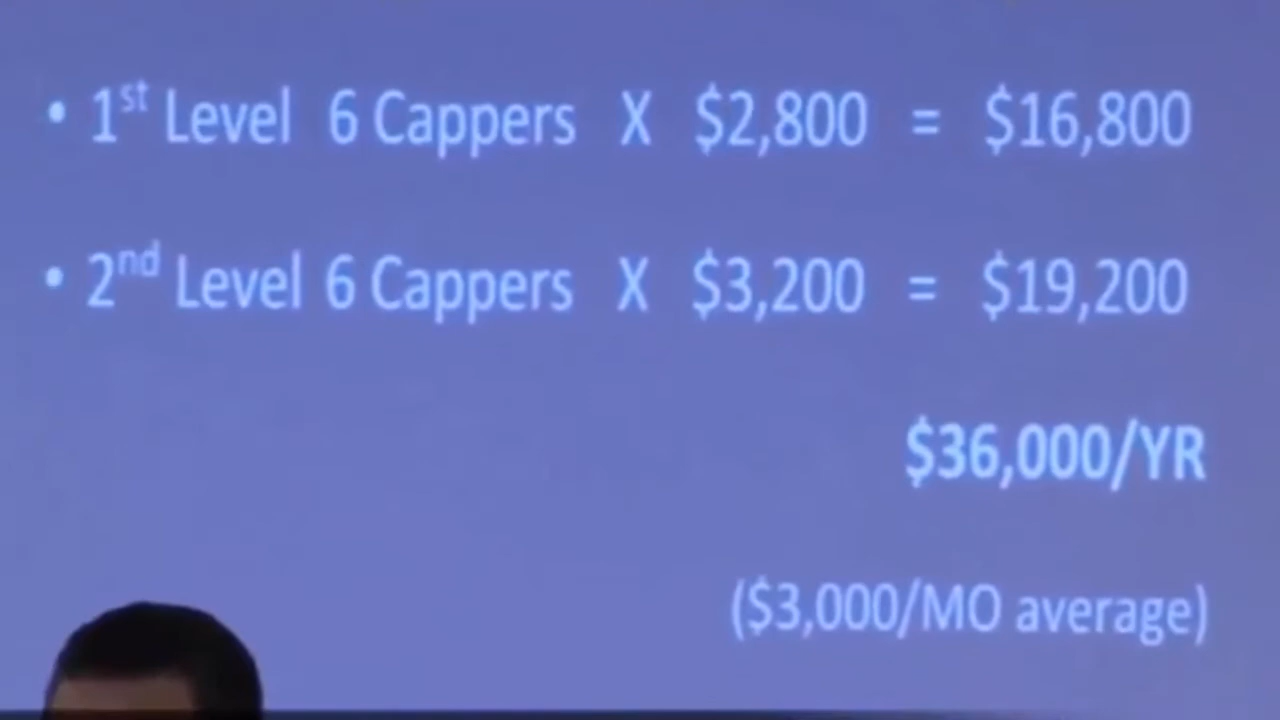 • 1st Level 6 Cappers X $2,800 = $16,800
• 2nd Level 6 Cappers X $3,200 = $19,200
$36,000/YR
($3,000/MO average)